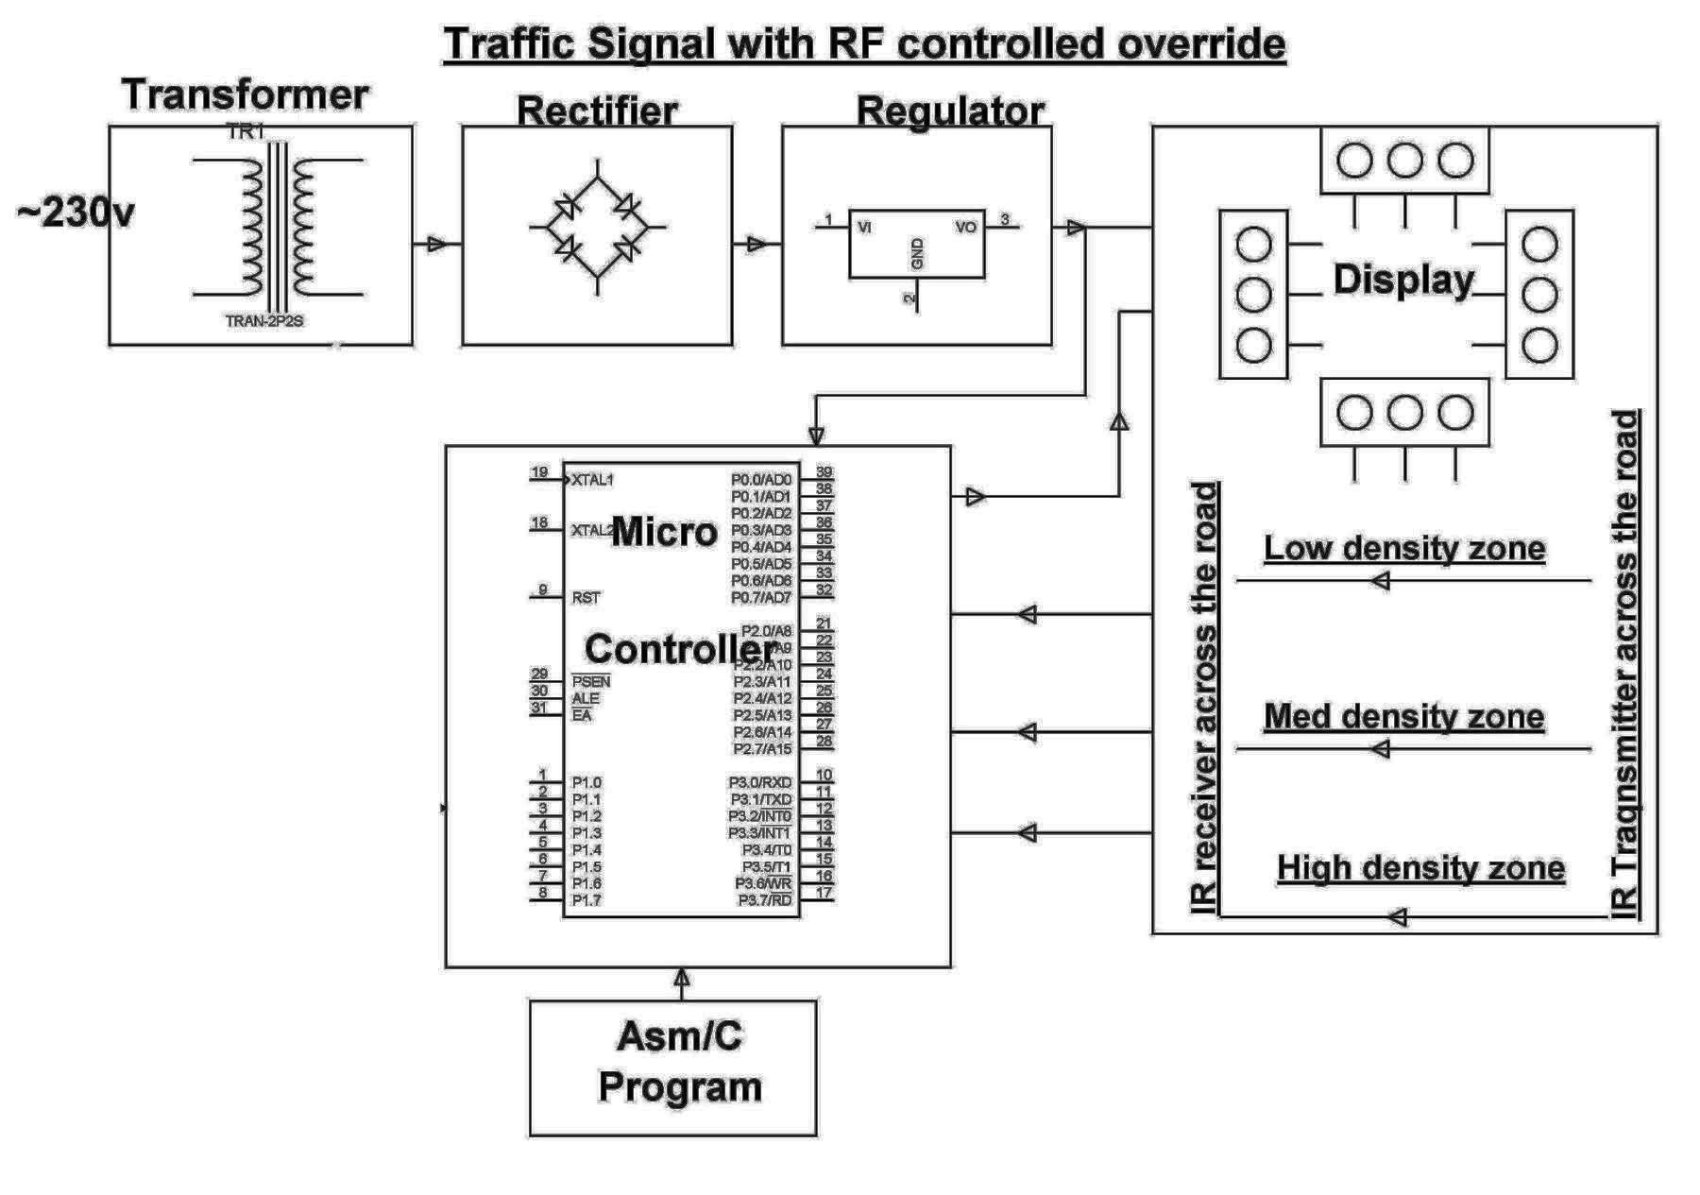 Traffic Signal with RF controlled override
Transformer
Rectifier
Regulator
TR1
~230v
TRAN-2P2S
1
VI
VO
3
GND
2
Display
IR receiver across the road
IR Traqnsmitter across the road
Low density zone
Med density zone
High density zone
Micro
Controller
19 XTAL1
18 XTAL2
9 RST
29 PSEN
30 ALE
31 EA
1 P1.0
2 P1.1
3 P1.2
4 P1.3
5 P1.4
6 P1.5
7 P1.6
8 P1.7
P0.0/AD0 39
P0.1/AD1 38
P0.2/AD2 37
P0.3/AD3 36
P0.4/AD4 35
P0.5/AD5 34
P0.6/AD6 33
P0.7/AD7 32
P2.0/A8 21
A9 22
P2.2/A10 23
P2.3/A11 24
P2.4/A12 25
P2.5/A13 26
P2.6/A14 27
P2.7/A15 28
P3.0/RXD 10
P3.1/TXD 11
P3.2/INT0 12
P3.3/INT1 13
P3.4/T0 14
P3.5/T1 15
P3.6/WR 16
P3.7/RD 17
Asm/C
Program